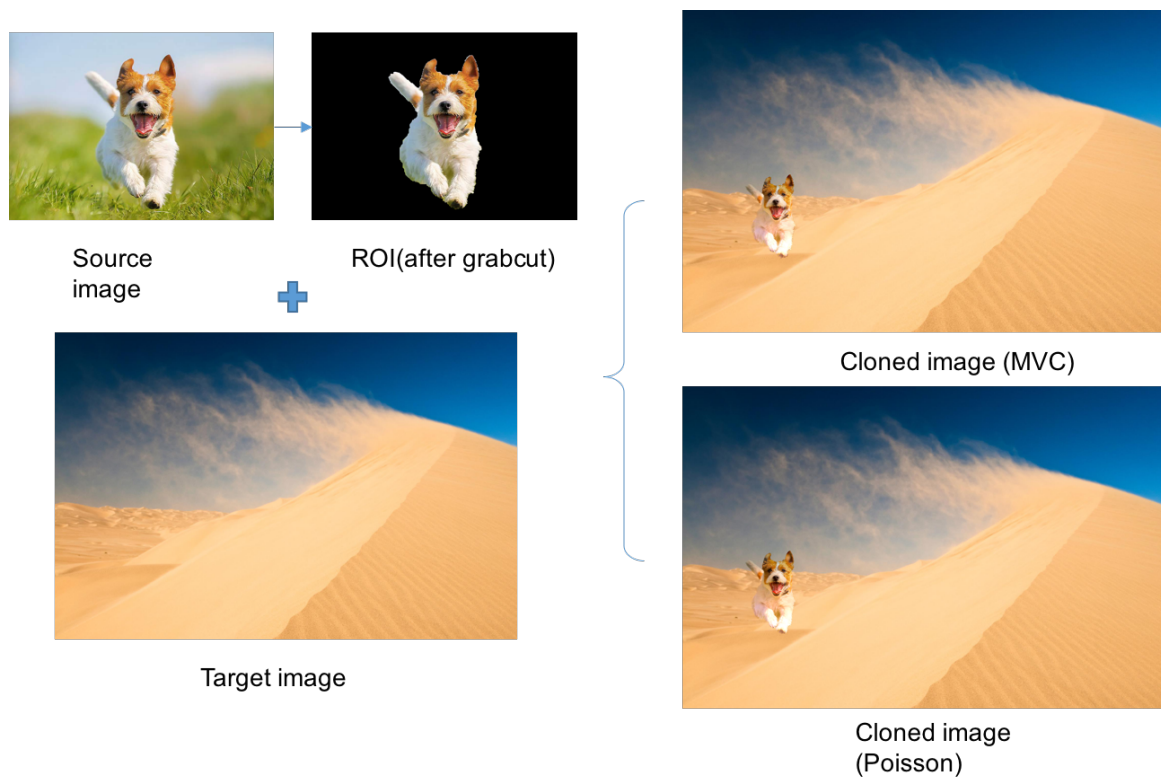 Source
image
ROI(after grabcut)
Target image
Cloned image (MVC)
Cloned image
(Poisson)